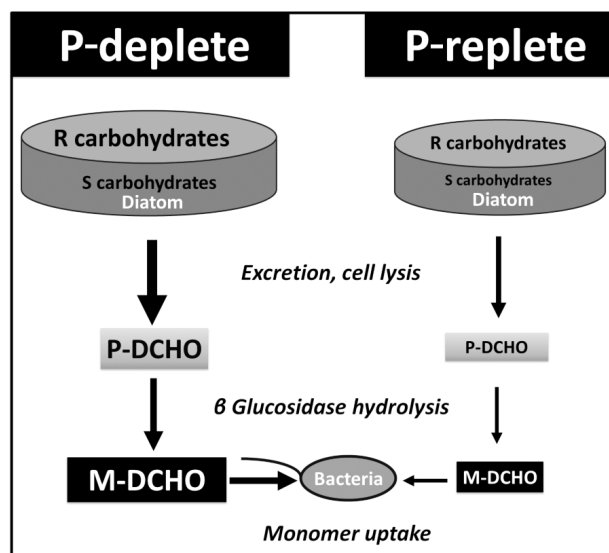 P-deplete
P-replete
R carbohydrates
S carbohydrates
Diatom
R carbohydrates
S carbohydrates
Diatom
Excretion, cell lysis
P-DCHO
P-DCHO
β Glucosidase hydrolysis
M-DCHO
Bacteria
M-DCHO
Monomer uptake